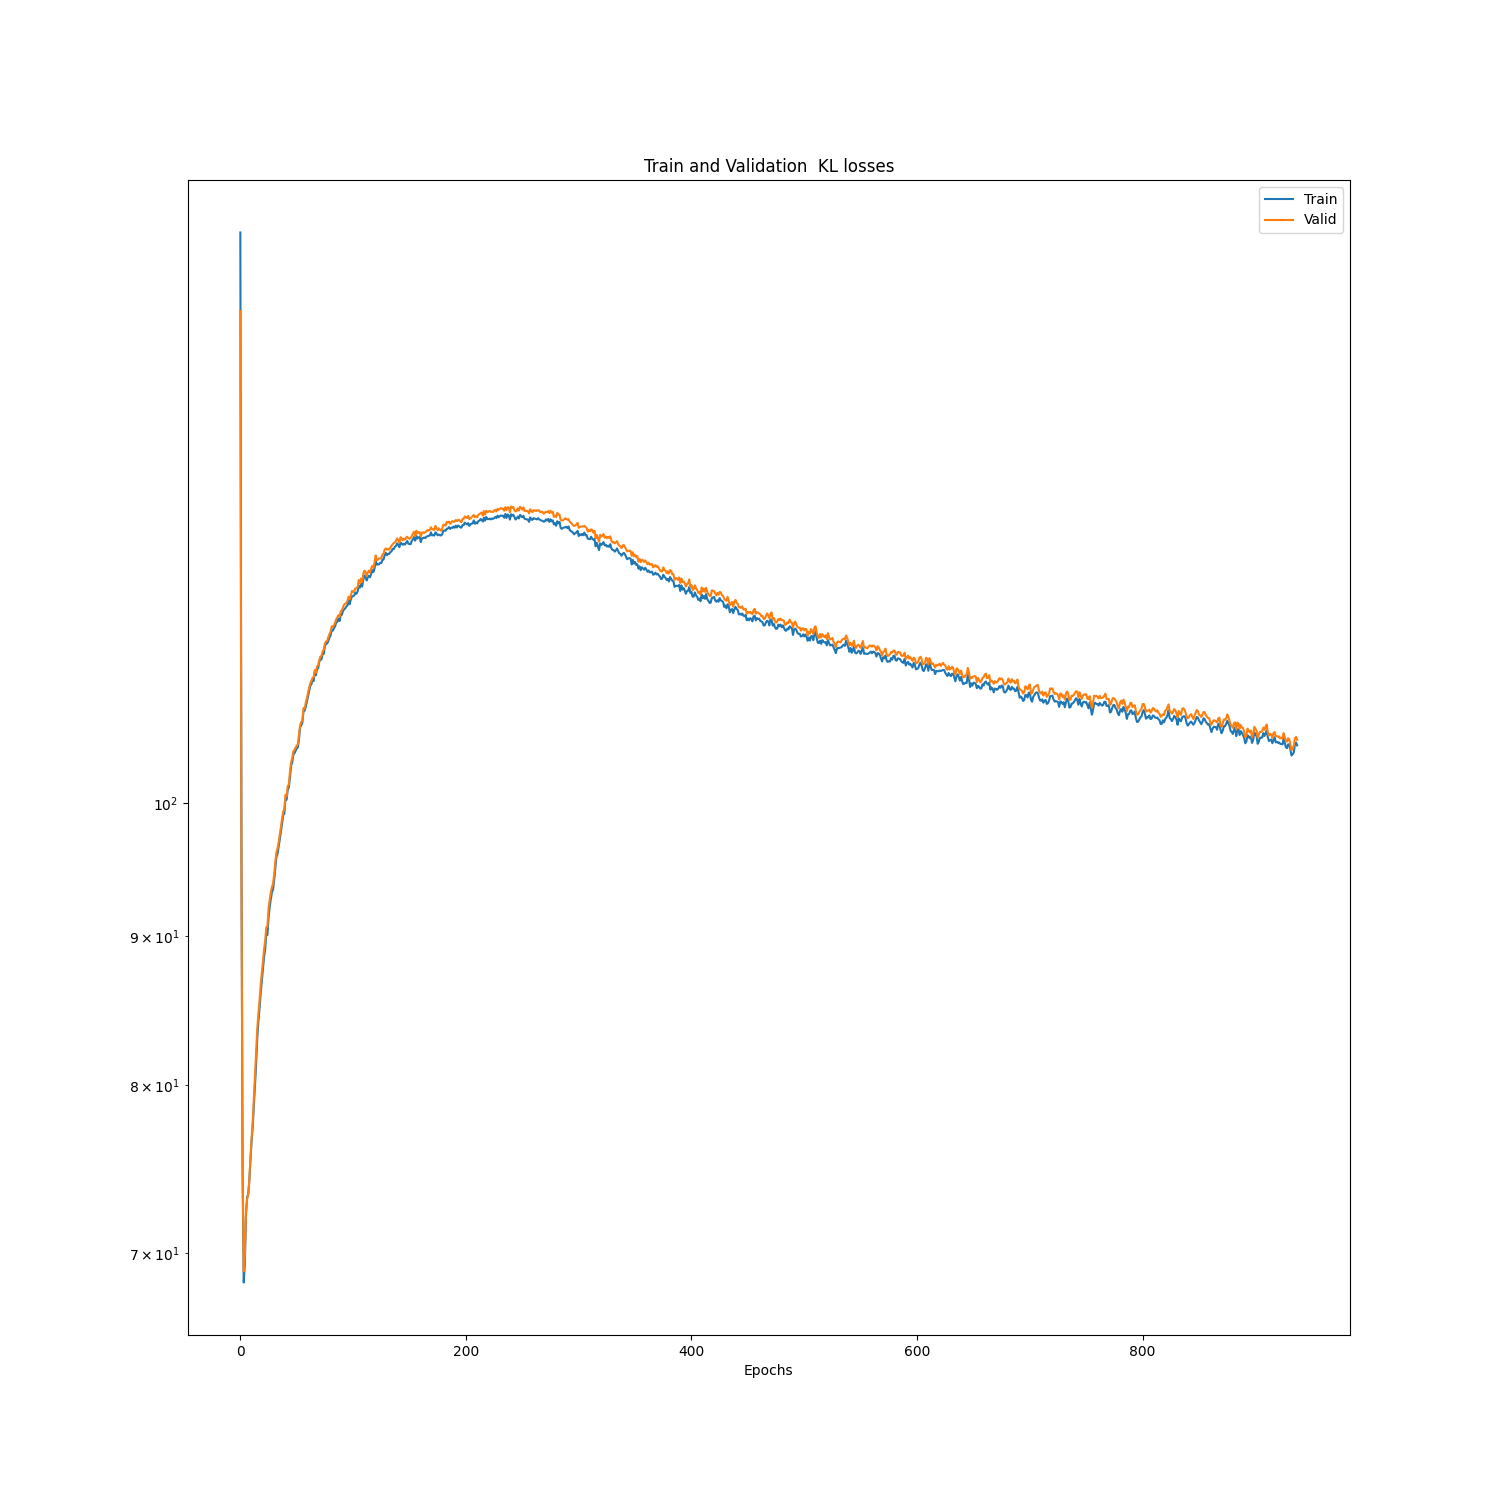 Train and Validation  KL losses
Train
Valid
10²
9 × 10¹
8 × 10¹
7 × 10¹
0 200 400 600 800
Epochs